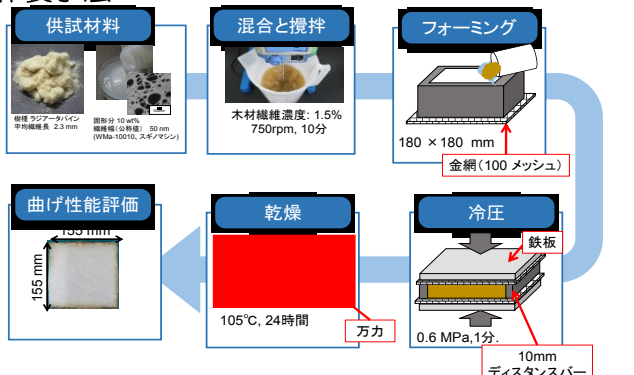 供試材料
樹種 ラジアータパイン
平均繊維長 2.3 mm
固形分 10 wt%
繊維幅(公称値) 50 nm
(WMa-10010、スギノマシン)
混合と攪拌
木材繊維濃度: 1.5%
750rpm, 10分
フォーミング
180 ×180 mm
金網(100 メッシュ)
曲げ性能評価
155 mm
155 mm
乾燥
105℃, 24時間
万力
冷圧
鉄板
0.6 MPa,1分.
10mm
ディスタンスバー